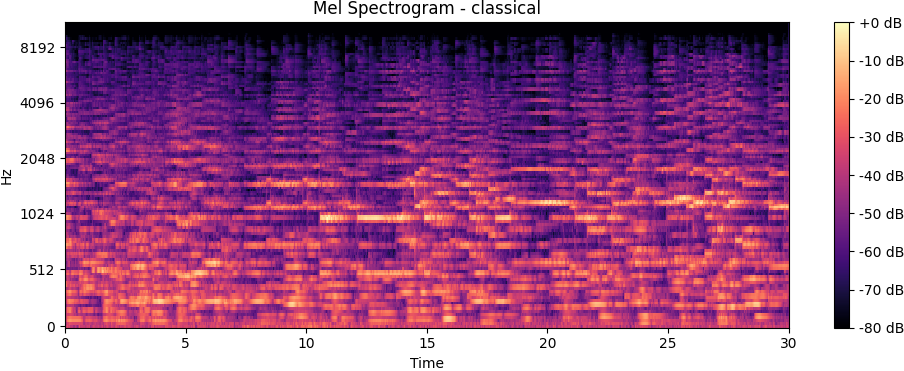 Mel Spectrogram - classical
Hz
8192
4096
2048
1024
512
0
0 5 10 15 20 25 30
Time
+0 dB
-10 dB
-20 dB
-30 dB
-40 dB
-50 dB
-60 dB
-70 dB
-80 dB